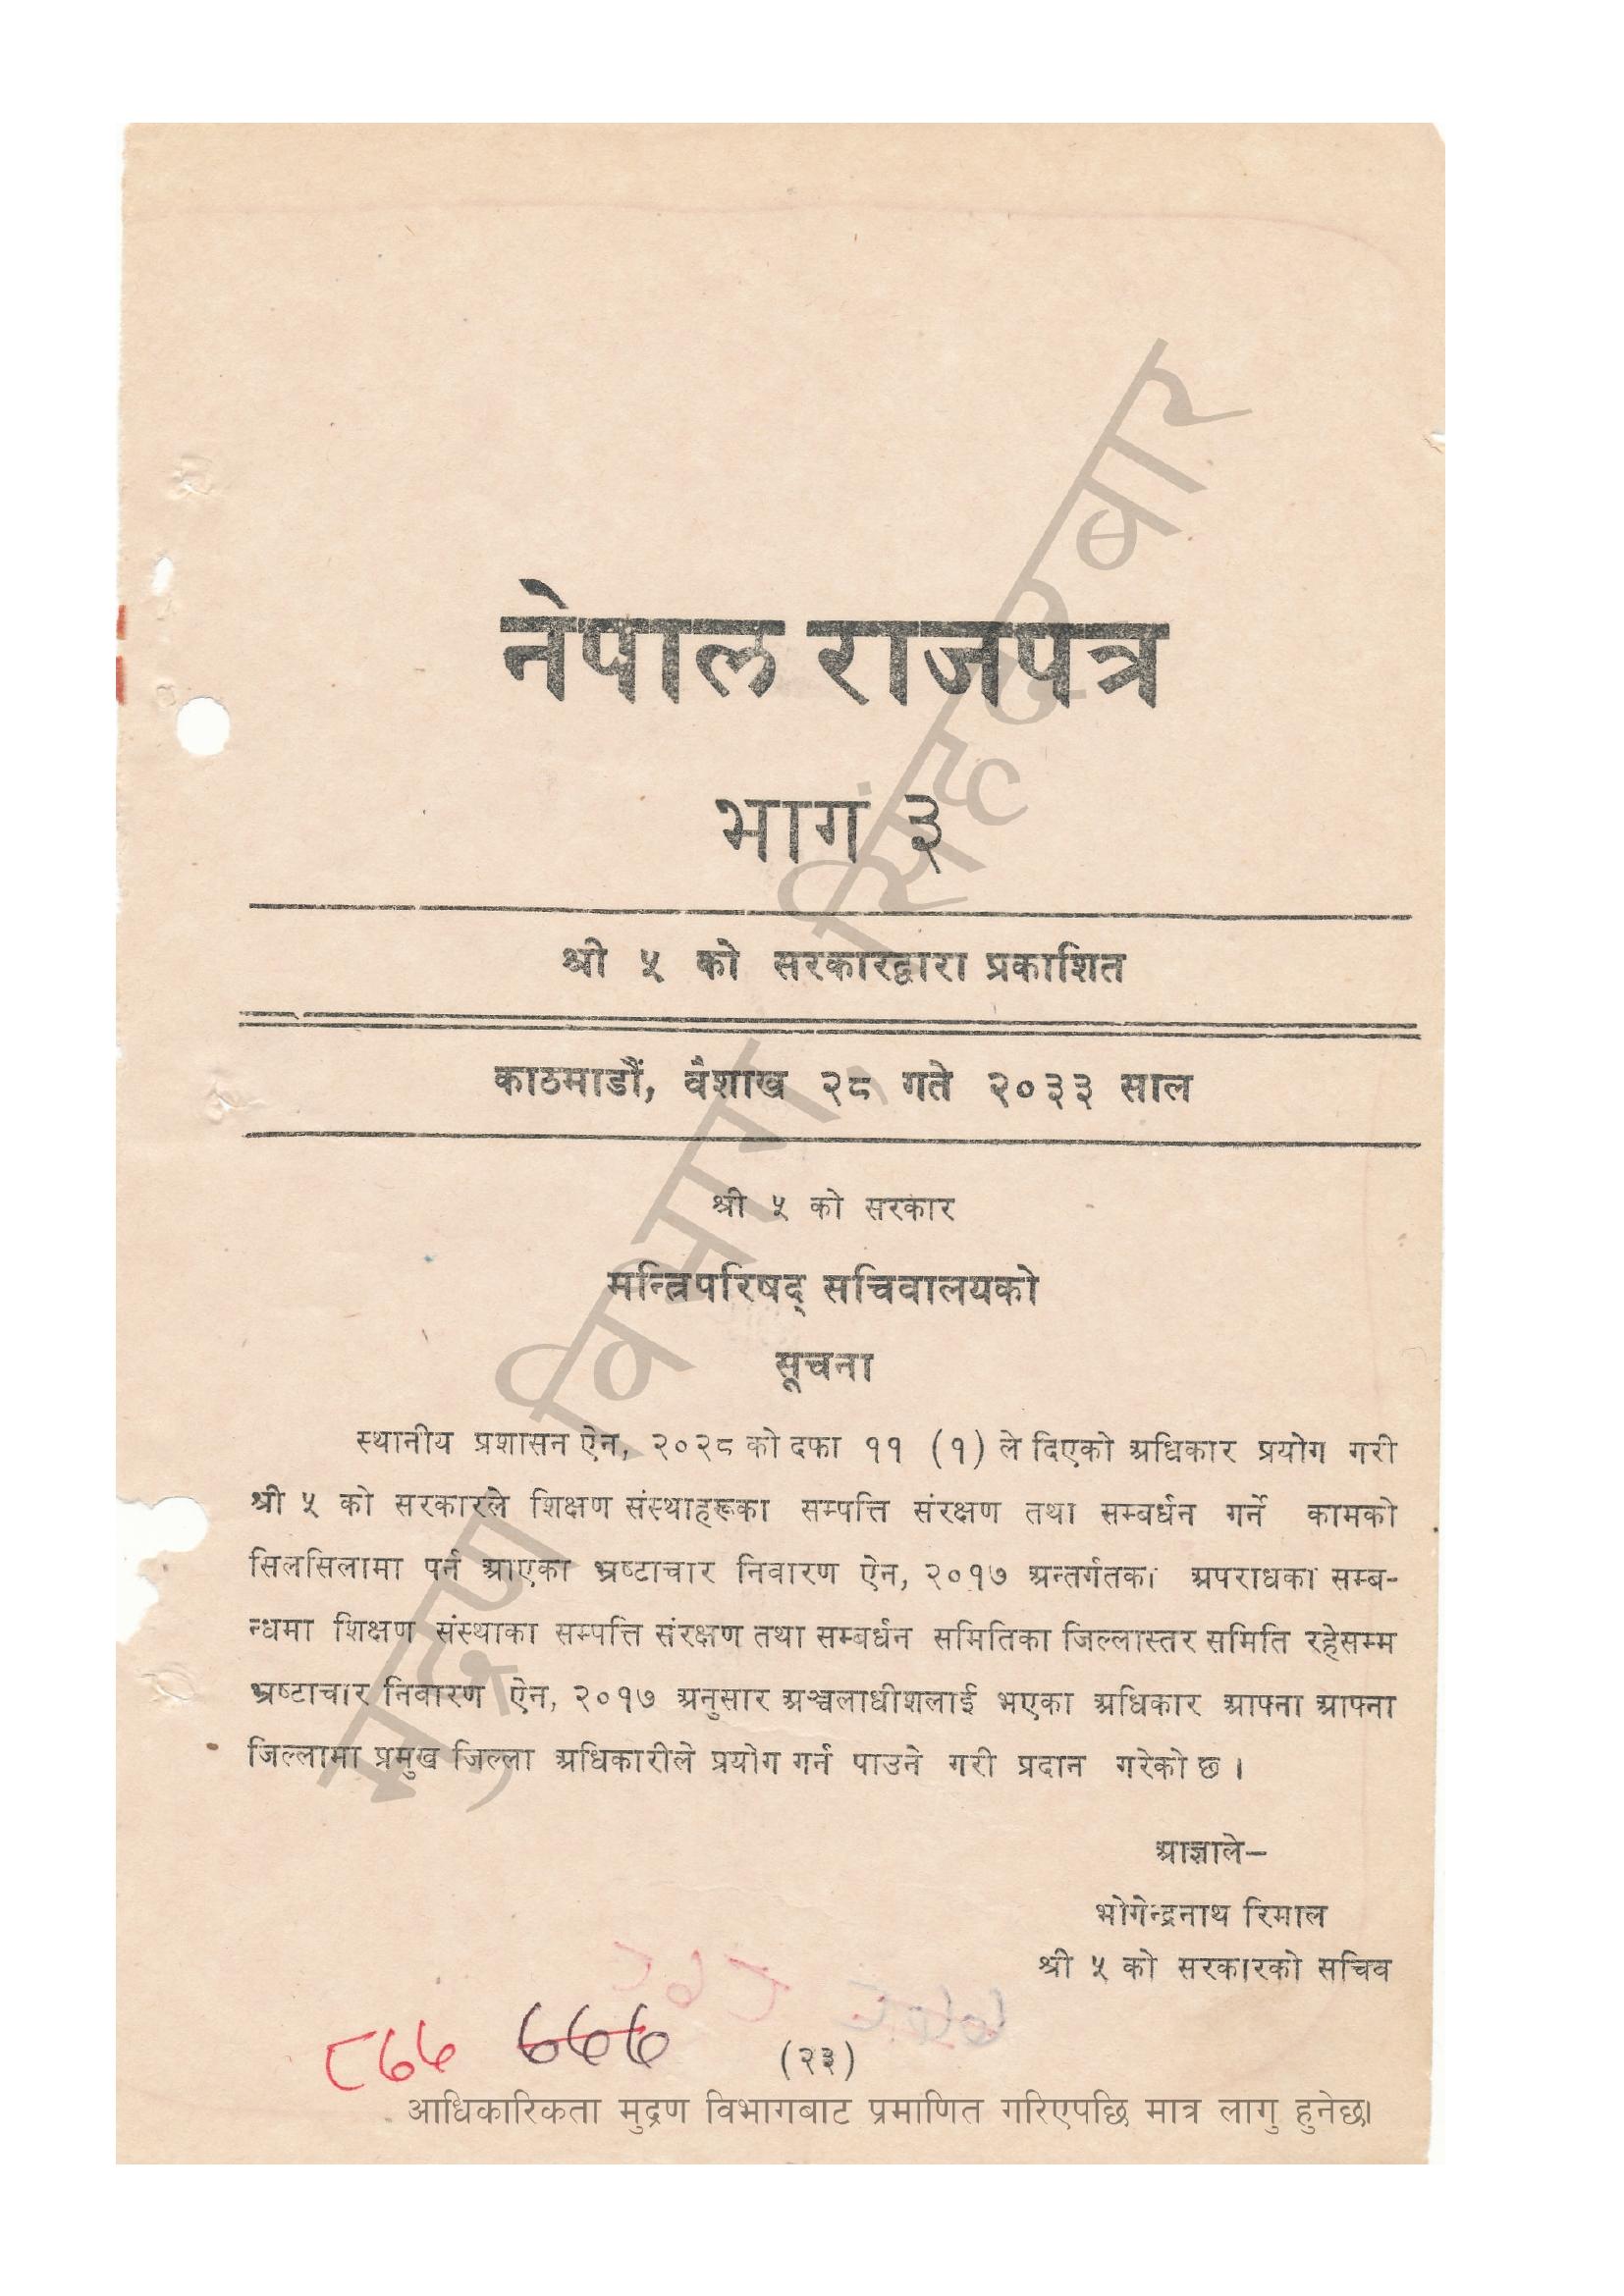 नेपाल राजपत्र
भाग ३
श्री ५ को सरकारद्वारा प्रकाशित
काठमाडौं, वैशाख २८ गते २०३३ साल
श्री ५ को सरकार
मन्त्रिपरिषद् सचिवालयको
सूचना
स्थानीय प्रशासन ऐन, २०२८ को दफा ११ (१) ले दिएको अधिकार प्रयोग गरी
श्री ५ को सरकारले शिक्षण संस्थाहरूका सम्पत्ति संरक्षण तथा सम्बर्धन गर्ने कामको
सिलसिलामा पर्न आएका भ्रष्टाचार निवारण ऐन, २०१७ अन्तर्गतका अपराधका सम्ब-
न्धमा शिक्षण संस्थाका सम्पत्ति संरक्षण तथा सम्बर्धन समितिका जिल्लास्तर समिति रहेसम्म
भ्रष्टाचार निवारण ऐन, २०१७ अनुसार अञ्चलाधीशलाई भएका अधिकार आफ्ना आफ्ना
जिल्लामा प्रमुख जिल्ला अधिकारीले प्रयोग गर्न पाउने गरी प्रदान गरेको छ ।
आज्ञाले–
भोगेन्द्रनाथ रिमाल
श्री ५ को सरकारको सचिव
(२३)
आधिकारिकता मुद्रण विभागबाट प्रमाणित गरिएपछि मात्र लागु हुनेछ।
मुद्रण विभाग, सिंहदरबार